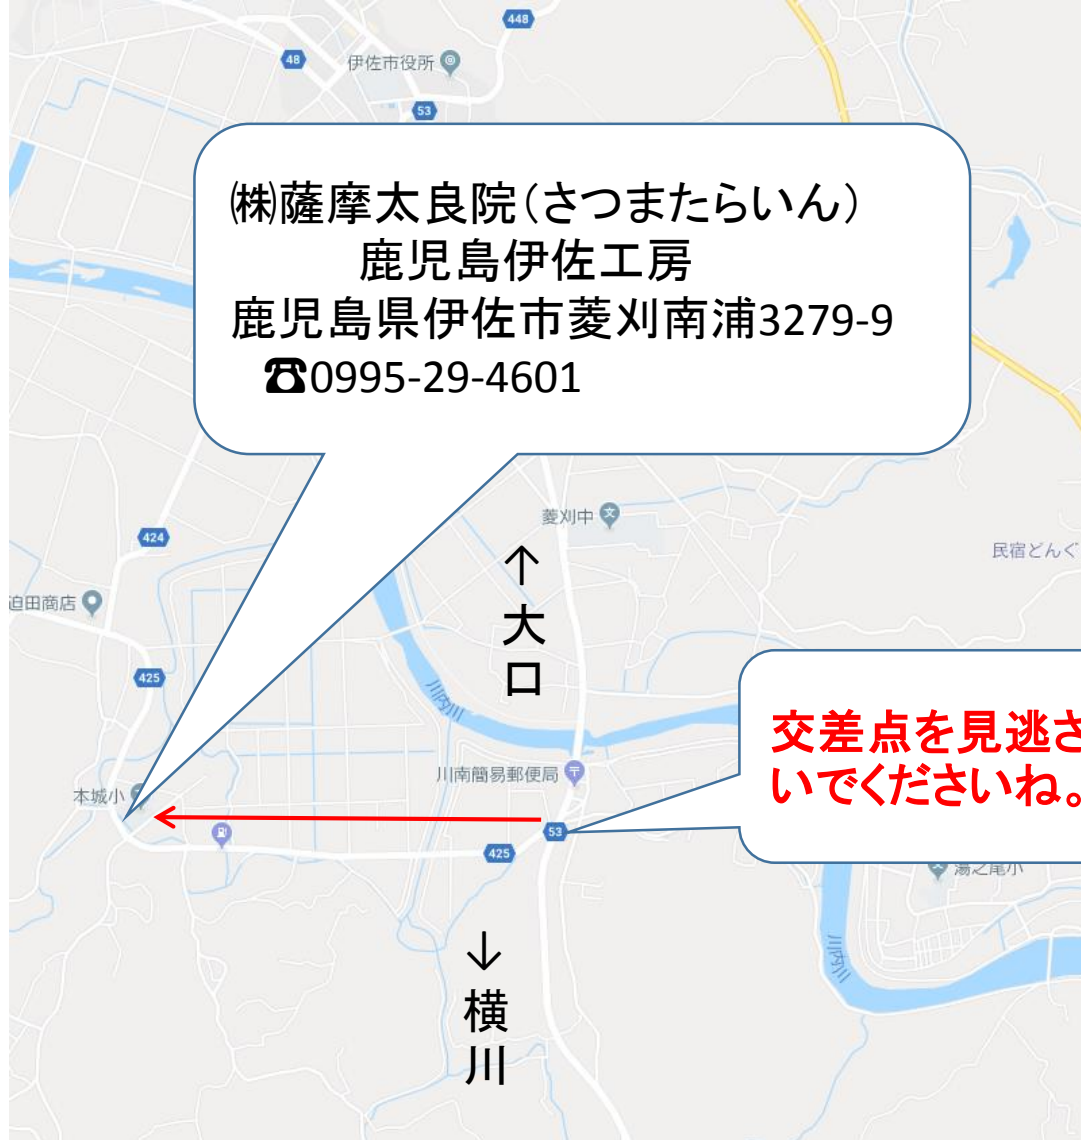 448
48
伊佐市役所
53
㈱薩摩太良院(さつまたらいん)
鹿児島伊佐工房
鹿児島県伊佐市菱刈南浦3279-9
☎0995-29-4601
菱刈中
424
民宿どんぐ
↑大口
迫田商店
425
川内川
交差点を見逃さ
いでくださいね。
川南簡易郵便局
本城小
53
425
湯之尾小
川内川
↓横川